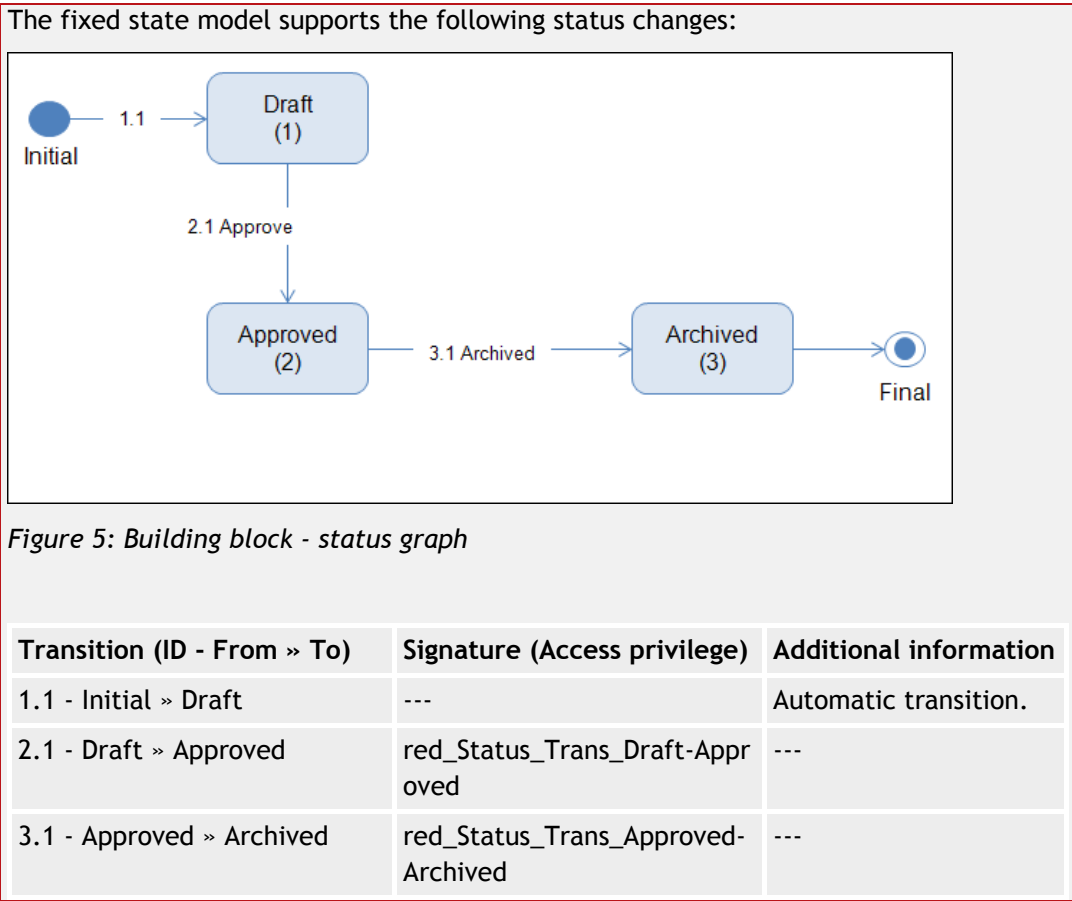 The fixed state model supports the following status changes:
Draft
(1)
1.1
Initial
2.1 Approve
Approved
(2)
3.1 Archived
Archived
(3)
Final
Figure 5: Building block - status graph
Transition (ID - From » To) Signature (Access privilege) Additional information
1.1 - Initial » Draft --- Automatic transition.
2.1 - Draft » Approved red_Status_Trans_Draft-Appr ---
oved
3.1 - Approved » Archived red_Status_Trans_Approved- ---
Archived